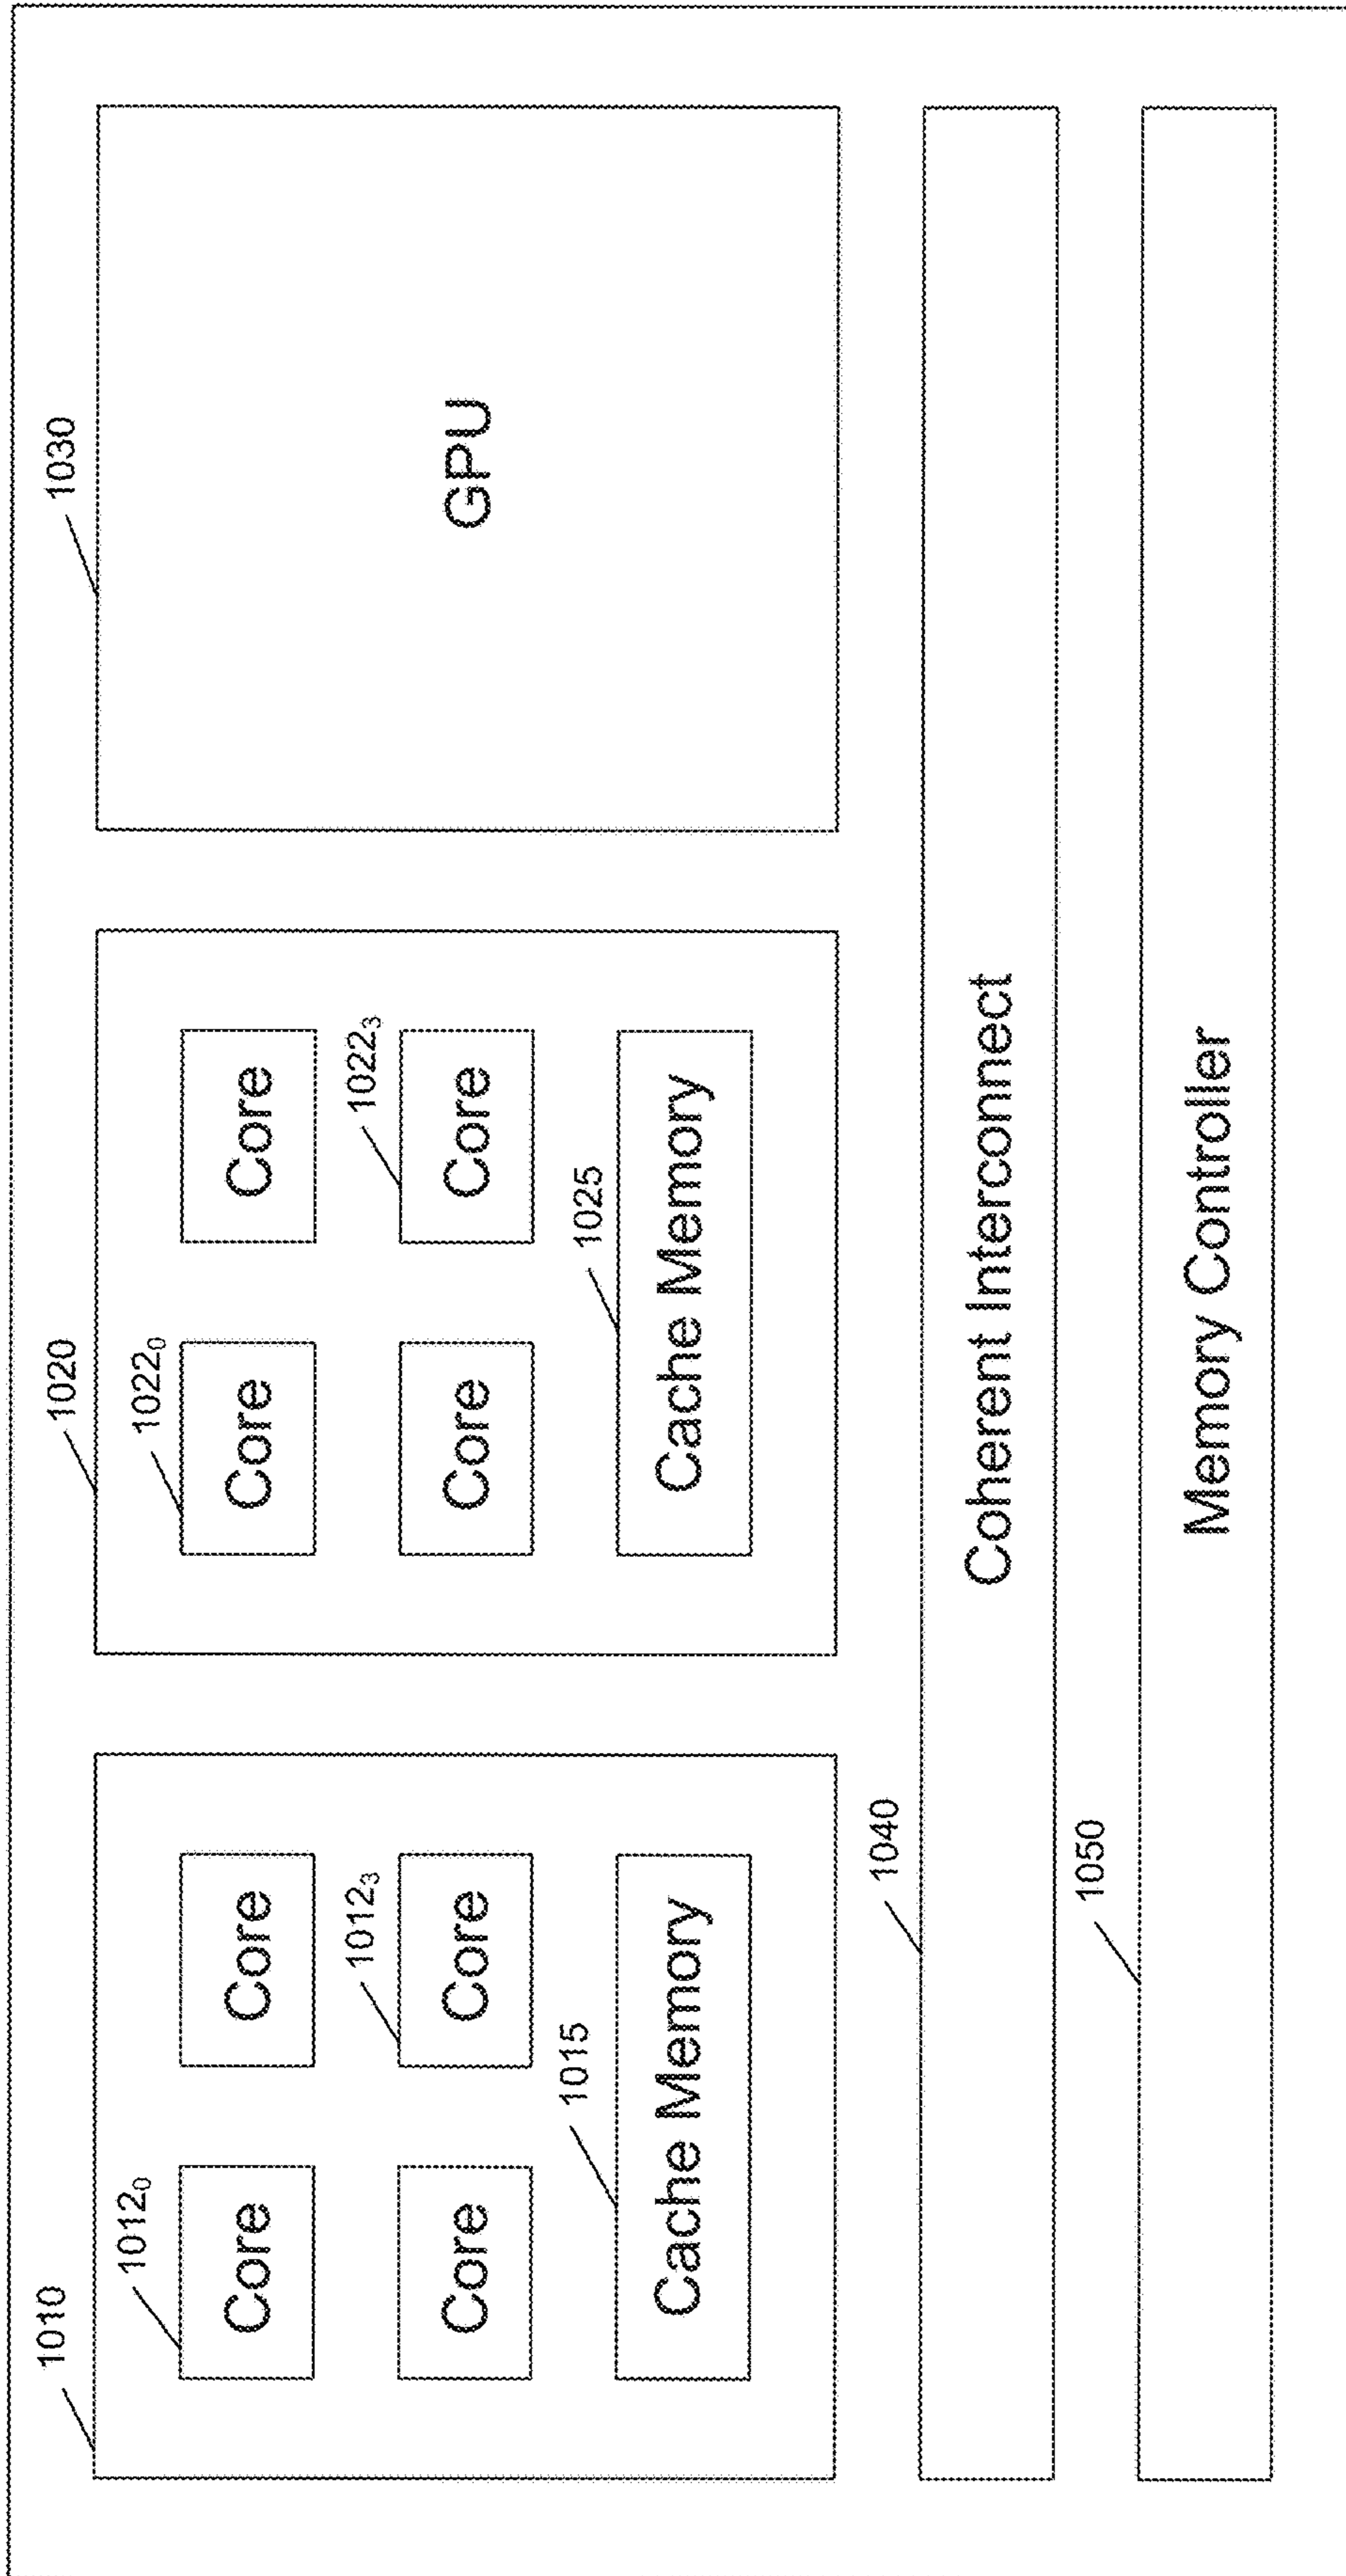 1010
1012₀
Core
Core
Core
1012₃
Core
1015
Cache Memory
1020
1022₀
Core
Core
Core
1022₃
Core
1025
Cache Memory
1030
GPU
1040
Coherent Interconnect
1050
Memory Controller